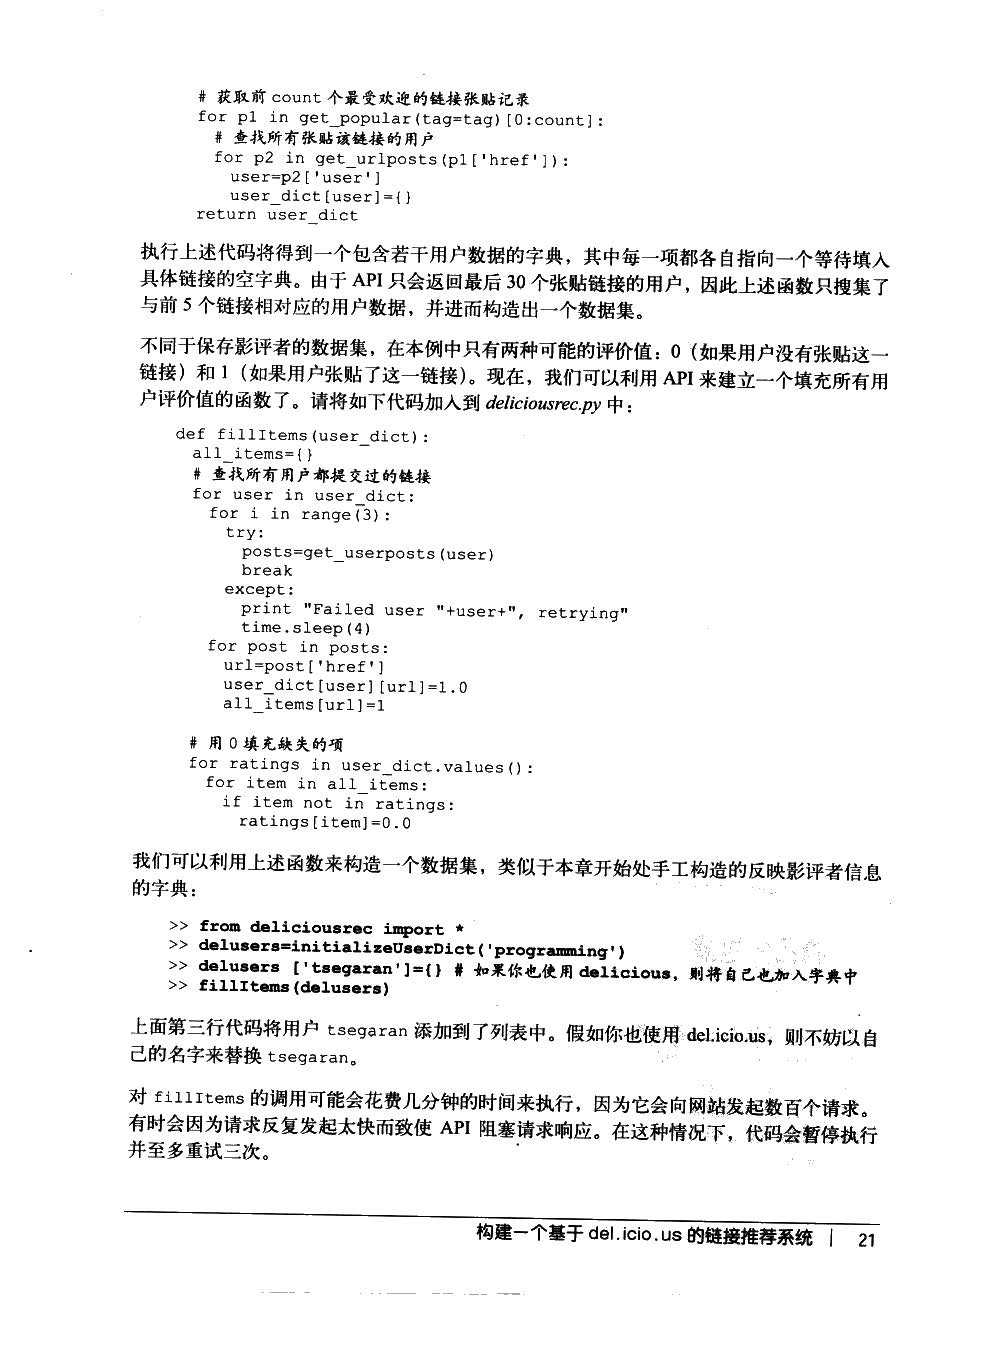 # 获取前 count 个最受欢迎的链接张贴记录
for p1 in get_popular(tag=tag)[0:count]:
# 查找所有张贴该链接的用户
for p2 in get_urlposts(p1['href']):
user=p2['user']
user_dict[user]={}
return user_dict
执行上述代码将得到一个包含若干用户数据的字典，其中每一项都各自指向一个等待填入
具体链接的空字典。由于 API 只会返回最后 30 个张贴链接的用户，因此上述函数只搜集了
与前 5 个链接相对应的用户数据，并进而构造出一个数据集。
不同于保存影评者的数据集，在本例中只有两种可能的评价值：0（如果用户没有张贴这一
链接）和 1（如果用户张贴了这一链接）。现在，我们可以利用 API 来建立一个填充所有用
户评价值的函数了。请将如下代码加入到 deliciousrec.py 中：
def fillItems(user_dict):
all_items={}
# 查找所有用户都提交过的链接
for user in user_dict:
for i in range(3):
try:
posts=get_userposts(user)
break
except:
print "Failed user "+user+", retrying"
time.sleep(4)
for post in posts:
url=post['href']
user_dict[user][url]=1.0
all_items[url]=1
# 用 0 填充缺失的项
for ratings in user_dict.values():
for item in all_items:
if item not in ratings:
ratings[item]=0.0
我们可以利用上述函数来构造一个数据集，类似于本章开始处手工构造的反映影评者信息
的字典：
>> from deliciousrec import *
>> delusers=initializeUserDict('programming')
>> delusers ['tsegaran']={} # 如果你也使用 delicious，则将自己也加入字典中
>> fillItems(delusers)
上面第三行代码将用户 tsegaran 添加到了列表中。假如你也使用 del.icio.us，则不妨以自
己的名字来替换 tsegaran。
对 fillItems 的调用可能会花费几分钟的时间来执行，因为它会向网站发起数百个请求。
有时会因为请求反复发起太快而致使 API 阻塞请求响应。在这种情况下，代码会暂停执行
并至多重试三次。
构建一个基于 del.icio.us 的链接推荐系统 | 21